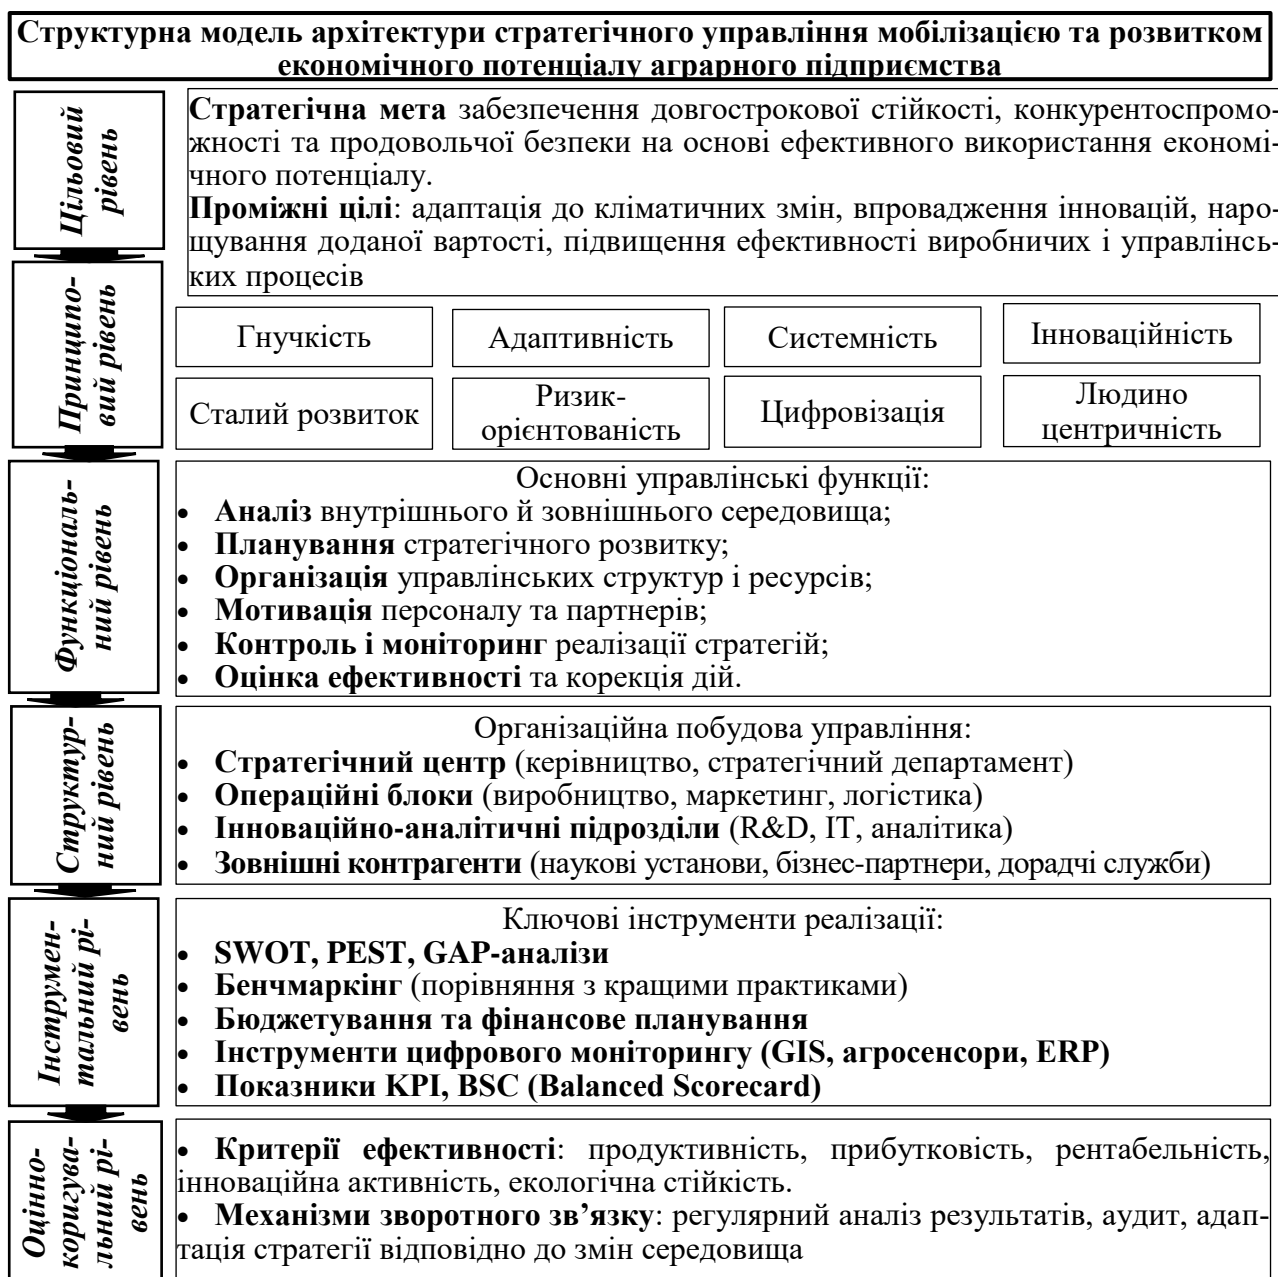 Структурна модель архітектури стратегічного управління мобілізацією та розвитком
економічного потенціалу аграрного підприємства
Цільовий
рівень
Стратегічна мета забезпечення довгострокової стійкості, конкурентоспромо-
жності та продовольчої безпеки на основі ефективного використання економі-
чного потенціалу.
Проміжні цілі: адаптація до кліматичних змін, впровадження інновацій, наро-
щування доданої вартості, підвищення ефективності виробничих і управлінсь-
ких процесів
Принципо-
вий рівень
Гнучкість
Адаптивність
Системність
Інноваційність
Сталий розвиток
Ризик-
орієнтованість
Цифровізація
Людино
центричність
Функціональ-
ний рівень
Основні управлінські функції:
• Аналіз внутрішнього й зовнішнього середовища;
• Планування стратегічного розвитку;
• Організація управлінських структур і ресурсів;
• Мотивація персоналу та партнерів;
• Контроль і моніторинг реалізації стратегій;
• Оцінка ефективності та корекція дій.
Структур-
ний рівень
Організаційна побудова управління:
• Стратегічний центр (керівництво, стратегічний департамент)
• Операційні блоки (виробництво, маркетинг, логістика)
• Інноваційно-аналітичні підрозділи (R&D, IT, аналітика)
• Зовнішні контрагенти (наукові установи, бізнес-партнери, дорадчі служби)
Інструмен-
тальний рі-
вень
Ключові інструменти реалізації:
• SWOT, PEST, GAP-аналізи
• Бенчмаркінг (порівняння з кращими практиками)
• Бюджетування та фінансове планування
• Інструменти цифрового моніторингу (GIS, агросенсори, ERP)
• Показники KPI, BSC (Balanced Scorecard)
Оцінно-
коригува-
льний рі-
вень
• Критерії ефективності: продуктивність, прибутковість, рентабельність,
інноваційна активність, екологічна стійкість.
• Механізми зворотного зв’язку: регулярний аналіз результатів, аудит, адап-
тація стратегії відповідно до змін середовища